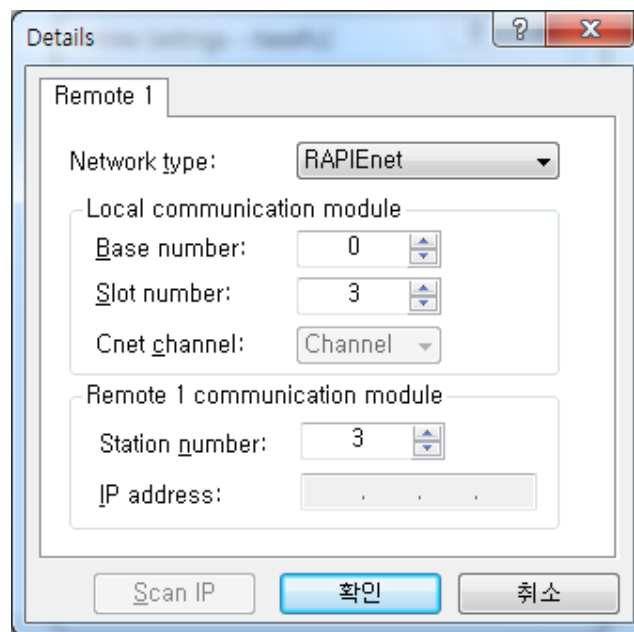 Details
Remote 1
Network type: RAPIEnet
Local communication module
Base number: 0
Slot number: 3
Cnet channel: Channel
Remote 1 communication module
Station number: 3
IP address: . . .
Scan IP 확인 취소